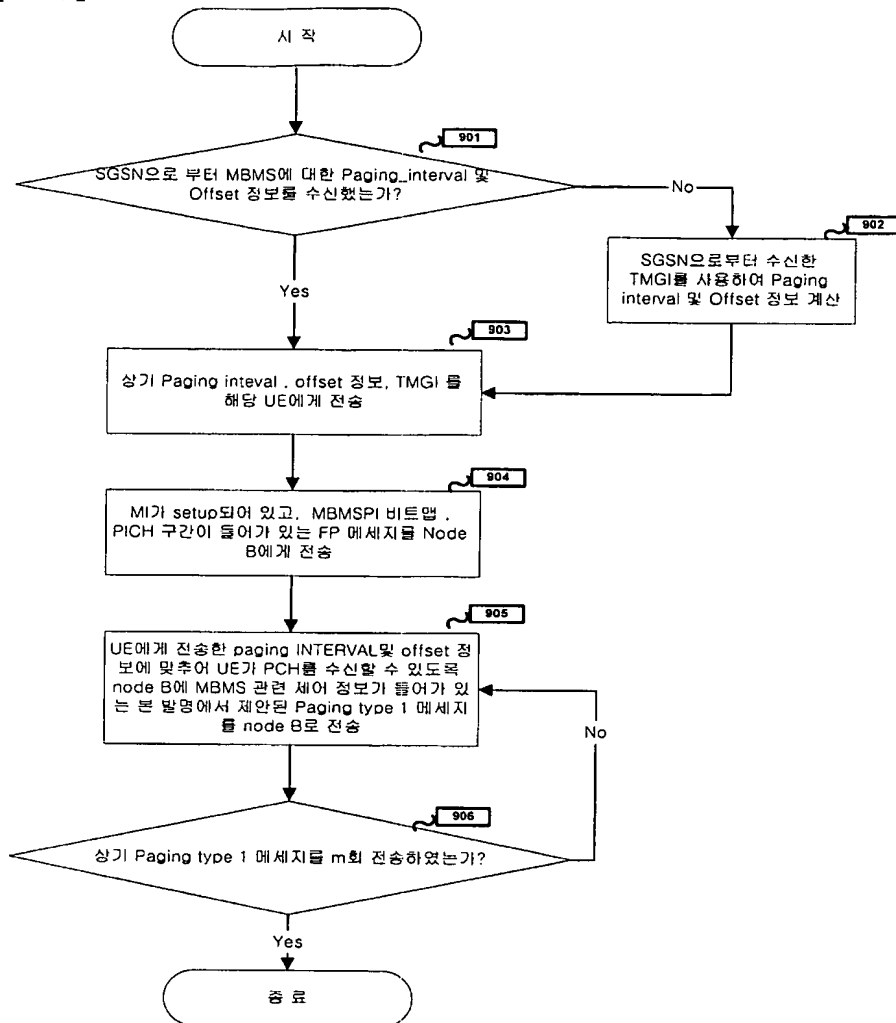 시 작
901
SGSN으로 부터 MBMS에 대한 Paging_interval 및
Offset 정보를 수신했는가?
No
902
SGSN으로부터 수신한
TMGI를 사용하여 Paging
interval 및 Offset 정보 계산
Yes
903
상기 Paging inteval , offset 정보, TMGI 를
해당 UE에게 전송
904
MI가 setup되어 있고, MBMSPI 비트맵 ,
PICH 구간이 들어가 있는 FP 메세지를 Node
B에게 전송
905
UE에게 전송한 paging INTERVAL및 offset 정
보에 맞추어 UE가 PCH를 수신할 수 있도록
node B에 MBMS 관련 제어 정보가 들어가 있
는 본 발명에서 제안된 Paging type 1 메세지
를 node B로 전송
No
906
상기 Paging type 1 메세지를 m회 전송하였는가?
Yes
종 료